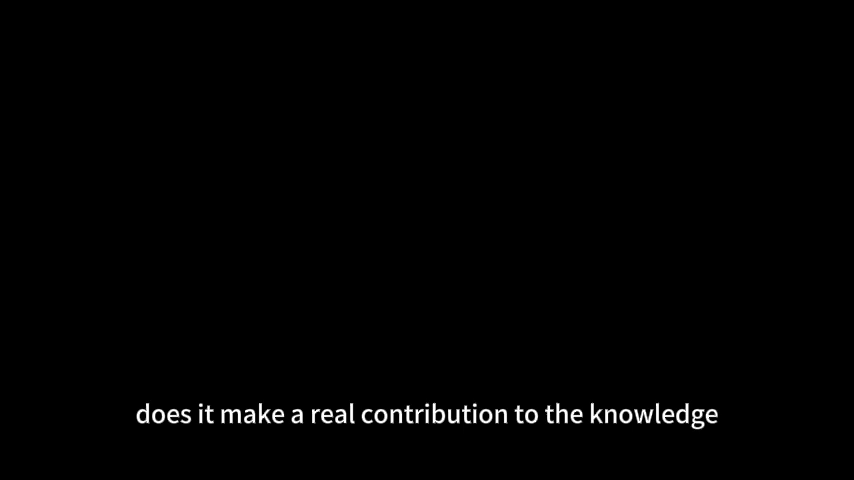 does it make a real contribution to the knowledge